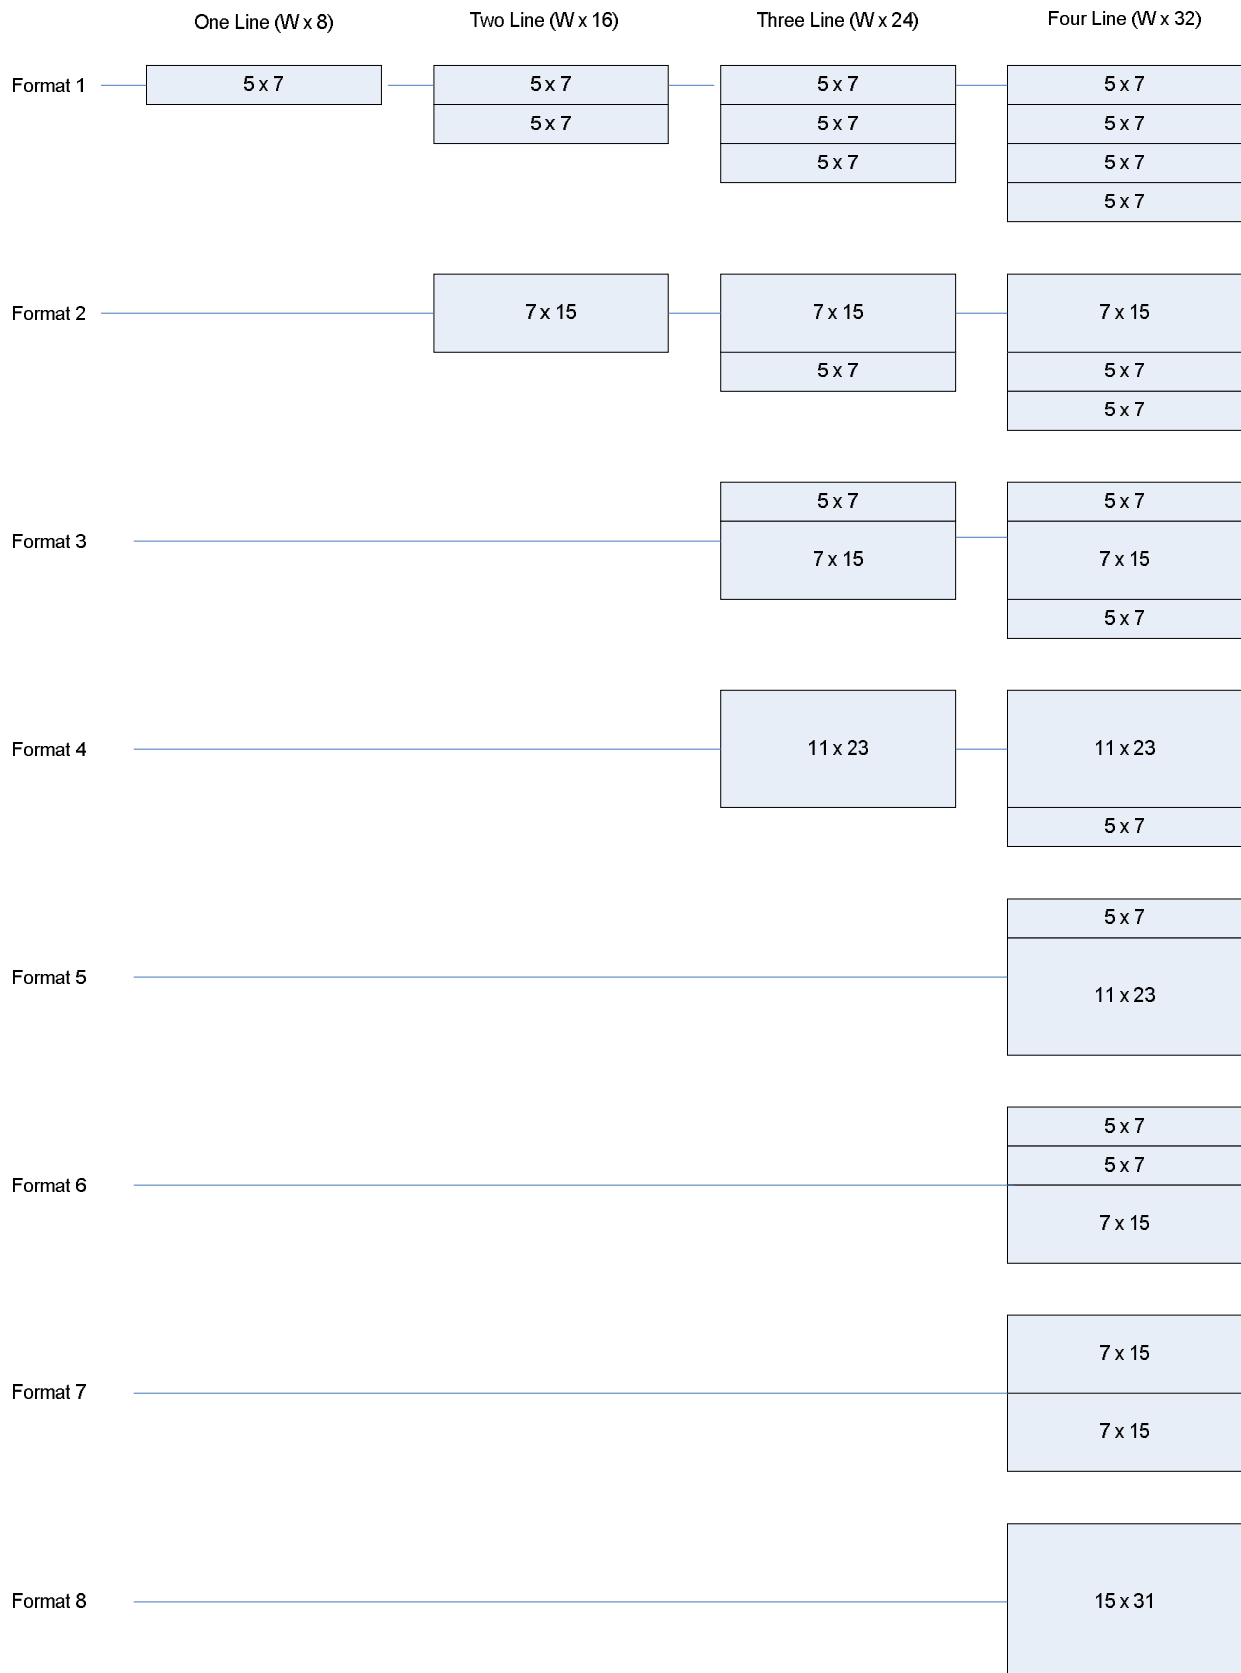 One Line (W x 8) Two Line (W x 16) Three Line (W x 24) Four Line (W x 32)
Format 1 5 x 7 5 x 7 5 x 7 5 x 7
5 x 7 5 x 7 5 x 7
5 x 7 5 x 7
5 x 7
Format 2 7 x 15 7 x 15 7 x 15
5 x 7 5 x 7
5 x 7
5 x 7 5 x 7
Format 3 7 x 15 7 x 15
5 x 7
Format 4 11 x 23 11 x 23
5 x 7
5 x 7
Format 5 11 x 23
5 x 7
5 x 7
Format 6 7 x 15
7 x 15
Format 7 7 x 15
Format 8 15 x 31